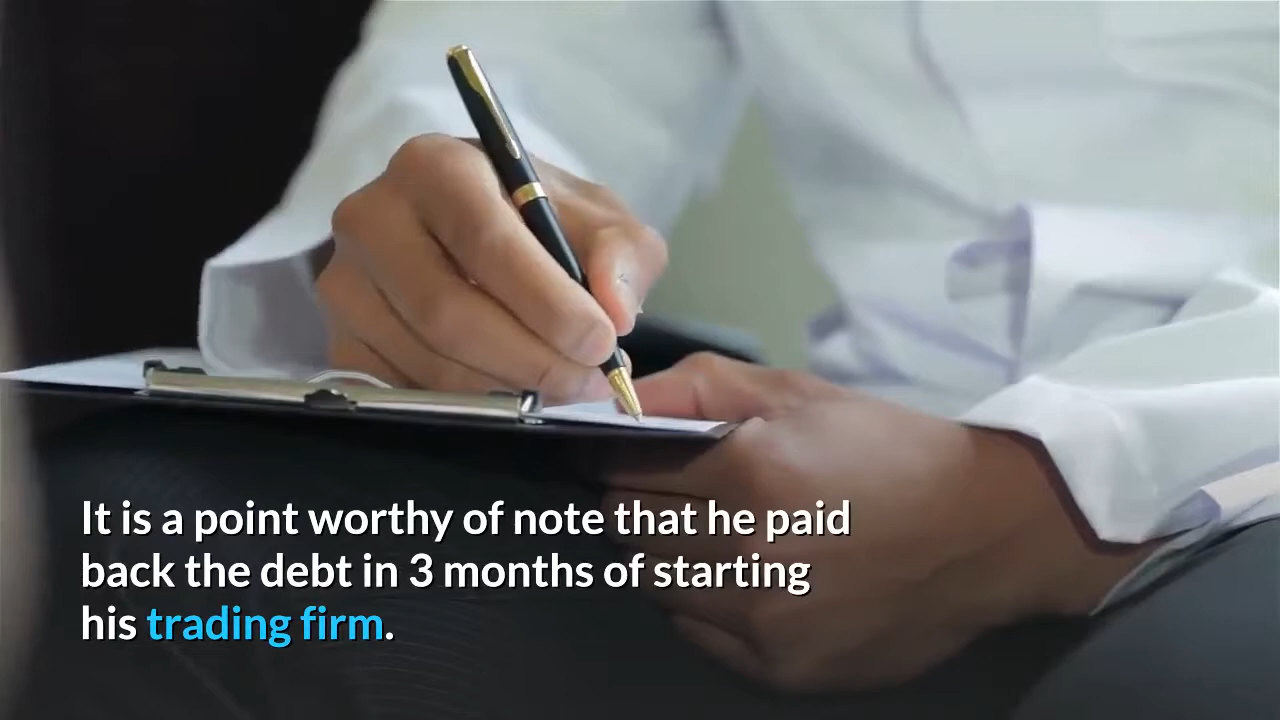 It is a point worthy of note that he paid
back the debt in 3 months of starting
his trading firm.